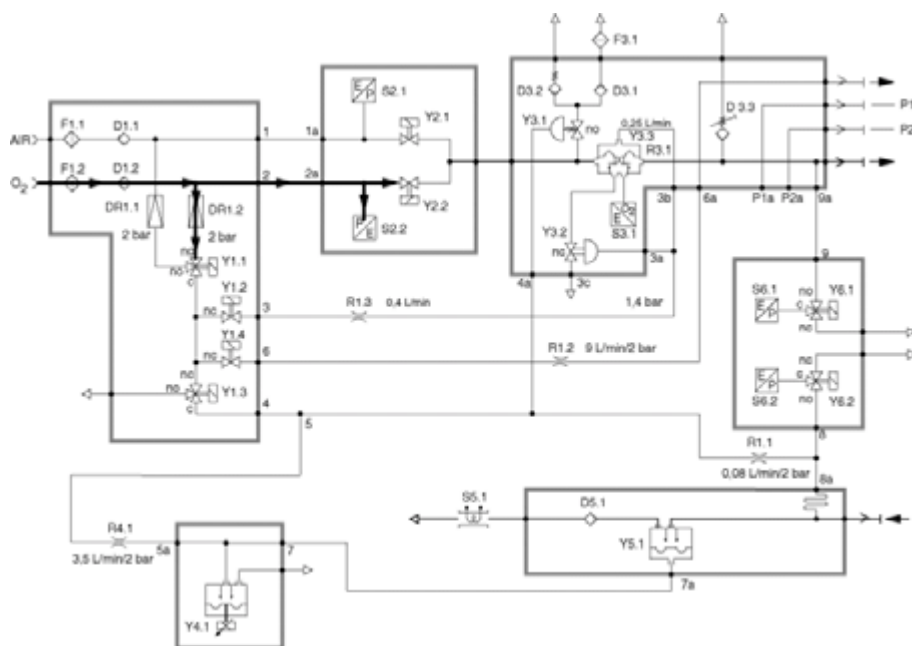 F3.1
S2.1
D3.2
D3.1
D 3.3
F1.1
D1.1
Y2.1
Y3.1
no
0,25 L/min
Y3.3
P1
AIR
1
1a
R3.1
P2
F1.2
D1.2
O2
2
2a
DR1.1
DR1.2
Y2.2
S3.1
3b
6a
P1a
P2a
9a
2 bar
2 bar
S2.2
Y3.2
nc
no
nc
Y1.1
c
4a
3c
3a
9
Y1.2
R1.3 0,4 L/min
1,4 bar
no
S6.1
c
Y6.1
nc
3
nc
Y1.4
R1.2 9 L/min/2 bar
nc
6
nc
nc
c
S6.2
Y6.2
no
no
Y1.3
c
4
5
8
R1.1
0,08 L/min/2 bar
8a
S5.1
D5.1
R4.1
3,5 L/min/2 bar
5a
7
Y5.1
7a
Y4.1